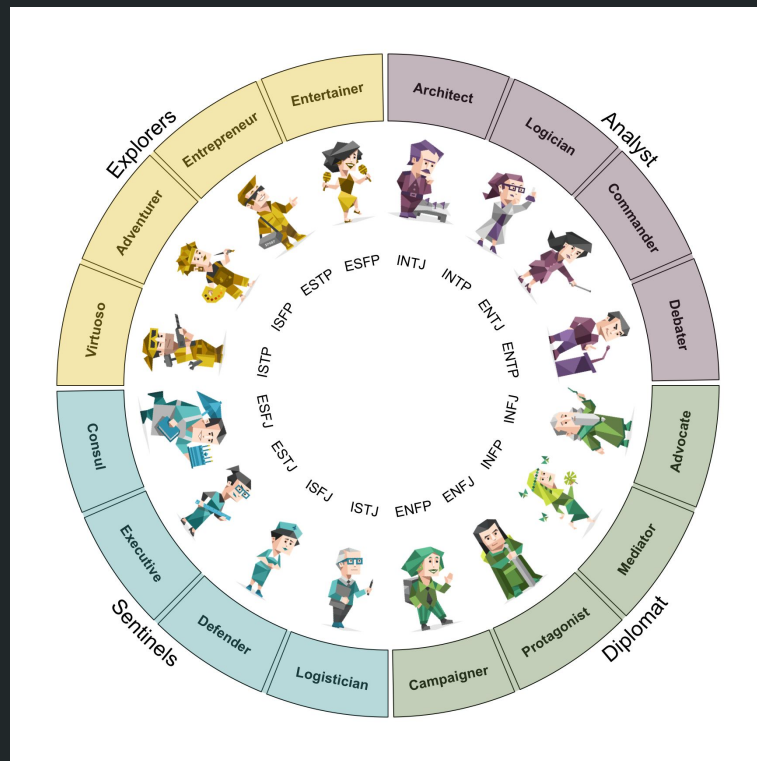 Explorers
Analyst
Sentinels
Diplomat
Architect
Logician
Commander
Debater
Advocate
Mediator
Protagonist
Campaigner
Logistician
Defender
Executive
Consul
Virtuoso
Adventurer
Entrepreneur
Entertainer
INTJ
INTP
ENTJ
ENTP
INFJ
INFP
ENFJ
ENFP
ISTJ
ISFJ
ESTJ
ESFJ
ISTP
ISFP
ESTP
ESFP